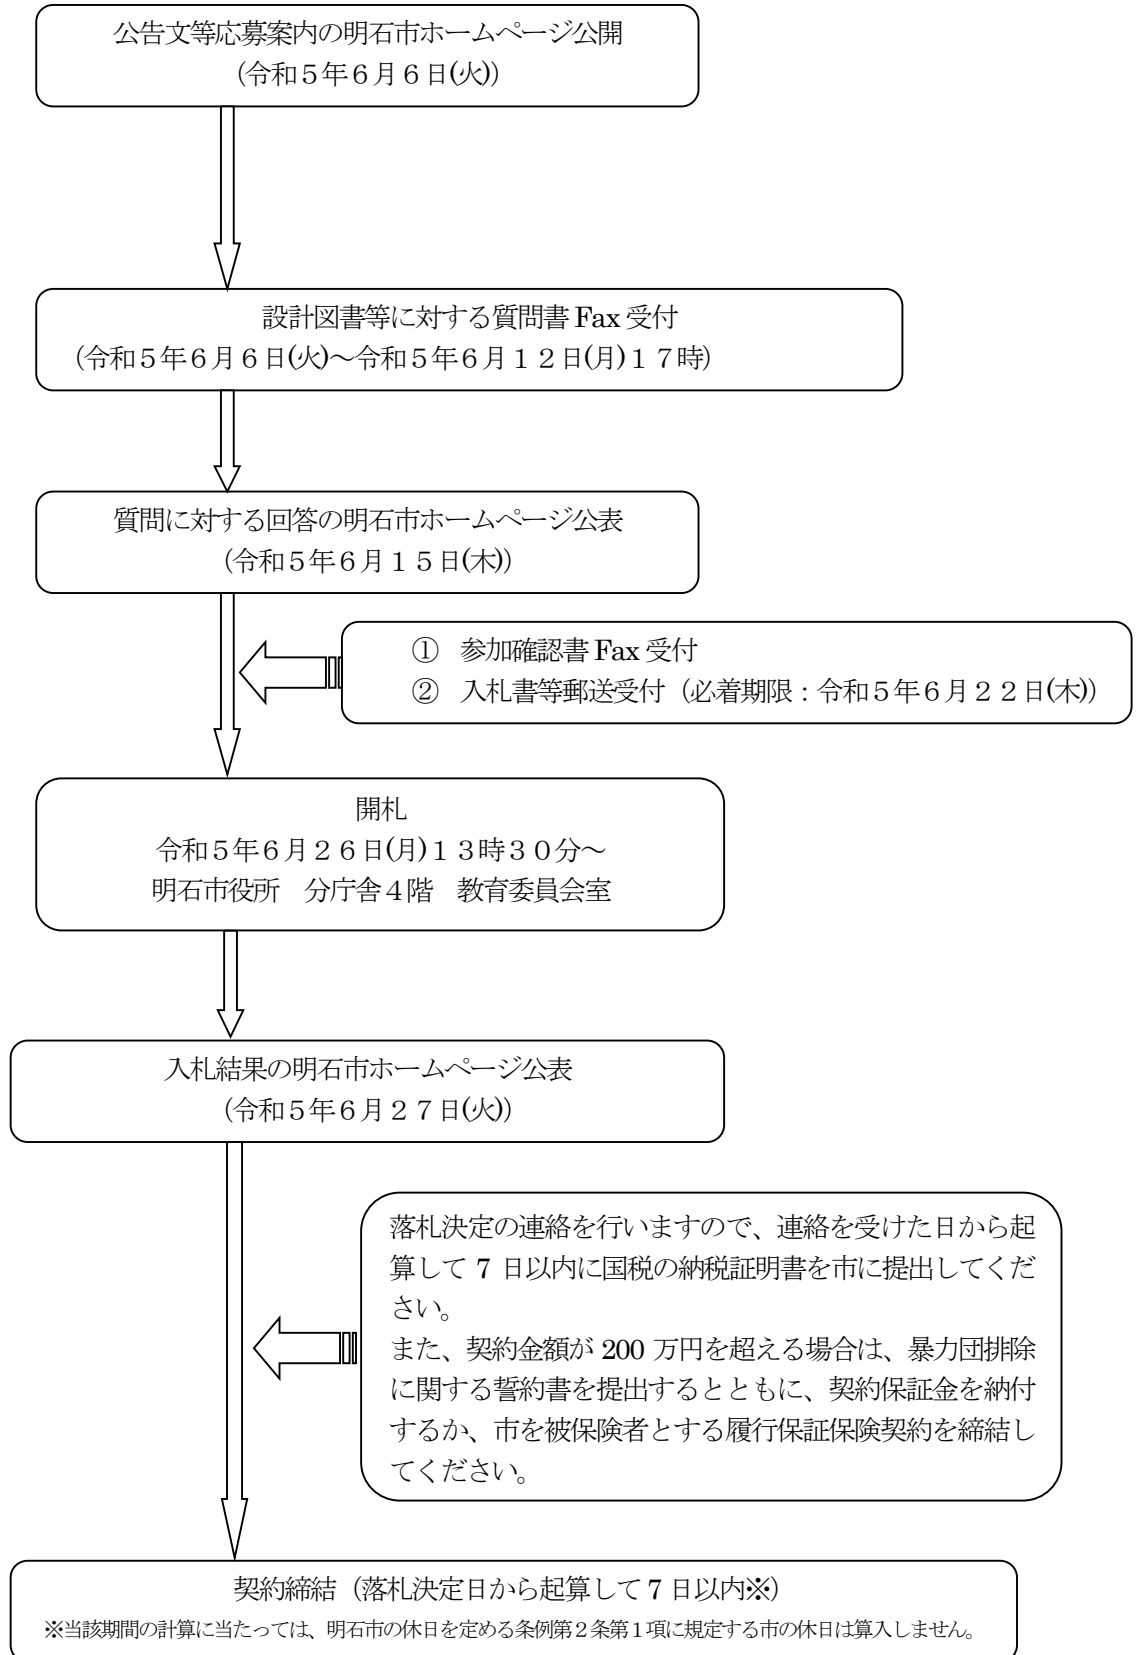 公告文等応募案内の明石市ホームページ公開
（令和５年６月６日(火)）
設計図書等に対する質問書 Fax 受付
（令和５年６月６日(火)～令和５年６月１２日(月)１７時）
質問に対する回答の明石市ホームページ公表
（令和５年６月１５日(木)）
① 参加確認書 Fax 受付
② 入札書等郵送受付（必着期限：令和５年６月２２日(木)）
開札
令和５年６月２６日(月)１３時３０分～
明石市役所　分庁舎４階　教育委員会室
入札結果の明石市ホームページ公表
（令和５年６月２７日(火)）
落札決定の連絡を行いますので、連絡を受けた日から起
算して 7 日以内に国税の納税証明書を市に提出してくだ
さい。
また、契約金額が 200 万円を超える場合は、暴力団排除
に関する誓約書を提出するとともに、契約保証金を納付
するか、市を被保険者とする履行保証保険契約を締結し
てください。
契約締結（落札決定日から起算して 7 日以内※）
※当該期間の計算に当たっては、明石市の休日を定める条例第２条第１項に規定する市の休日は算入しません。